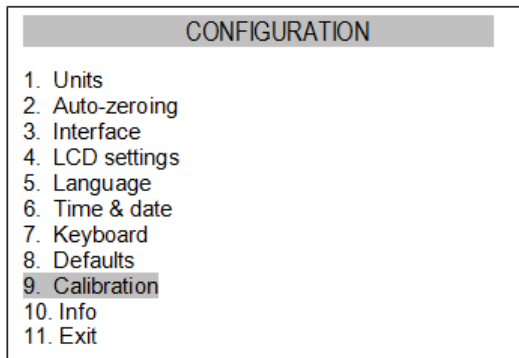 CONFIGURATION
1. Units
2. Auto-zeroing
3. Interface
4. LCD settings
5. Language
6. Time & date
7. Keyboard
8. Defaults
9. Calibration
10. Info
11. Exit